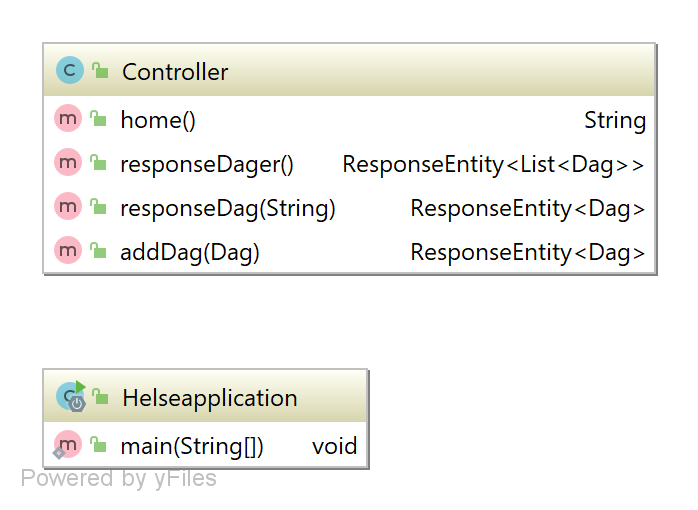 Controller
home() String
responseDager() ResponseEntity<List<Dag>>
responseDag(String) ResponseEntity<Dag>
addDag(Dag) ResponseEntity<Dag>
Helseapplication
main(String[]) void
Powered by yFiles